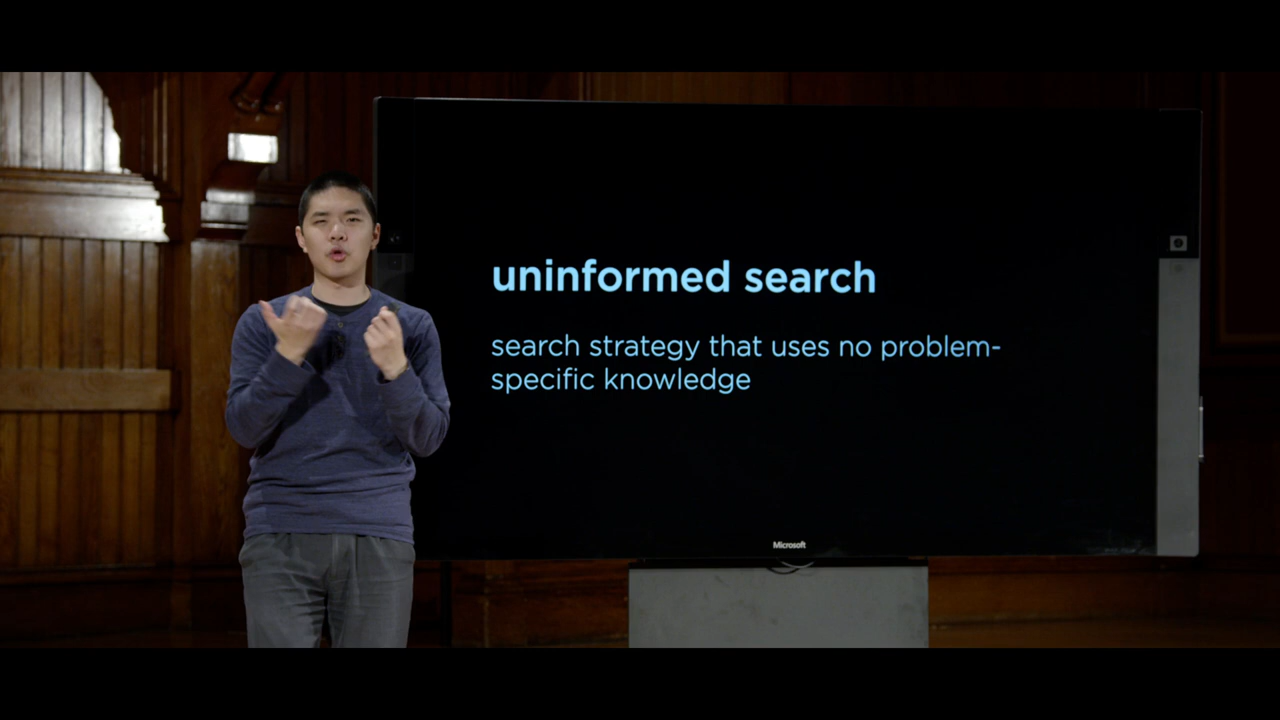 uninformed search
search strategy that uses no problem-
specific knowledge
Microsoft